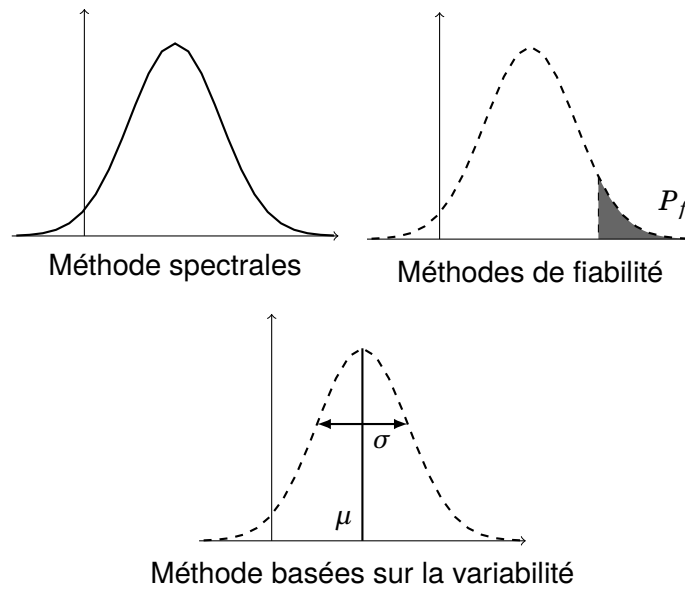 P_f
Méthode spectrales
Méthodes de fiabilité
σ
μ
Méthode basées sur la variabilité